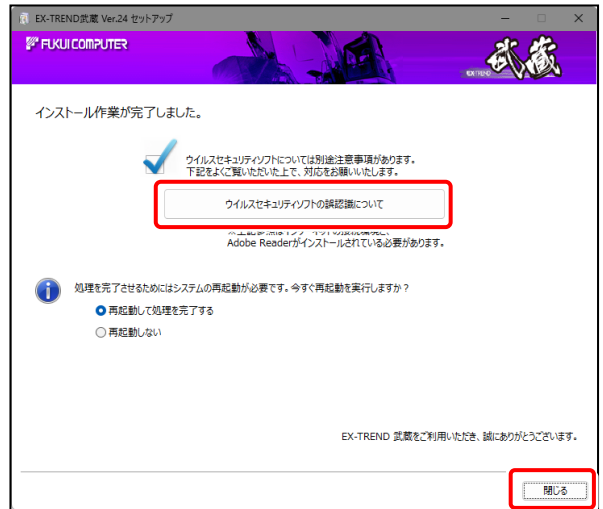 EX-TREND武蔵 Ver.24 セットアップ
FUKUI COMPUTER
EX-TREND 武蔵
インストール作業が完了しました。
ウイルスセキュリティソフトについては別途注意事項があります。
下記をよくご覧いただいた上で、対応をお願いいたします。
ウイルスセキュリティソフトの誤認識について
Adobe Readerがインストールされている必要があります。
処理を完了させるためにはシステムの再起動が必要です。今すぐ再起動を実行しますか？
再起動して処理を完了する
再起動しない
EX-TREND 武蔵をご利用いただき、誠にありがとうございます。
閉じる